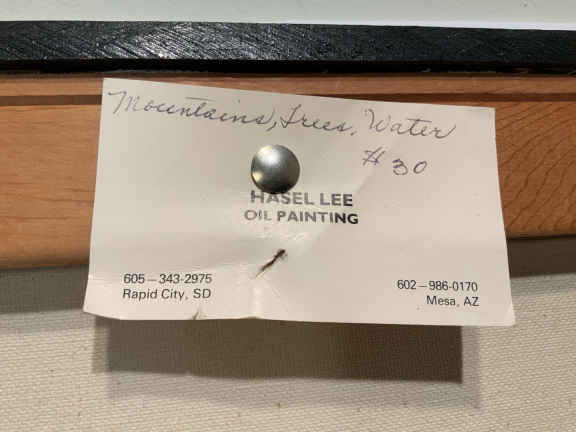 Mountains, Trees, Water
# 30
HASEL LEE
OIL PAINTING
605–343-2975
Rapid City, SD
602–986-0170
Mesa, AZ